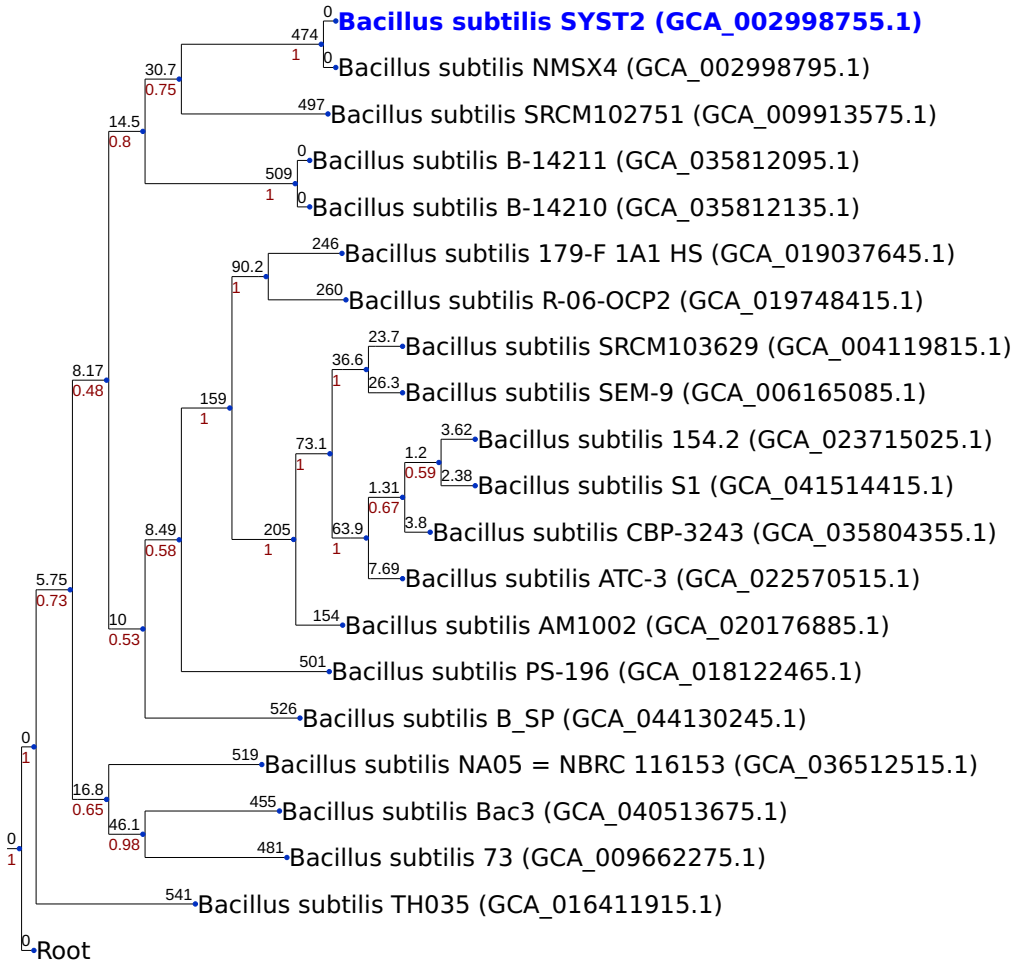 0
Bacillus subtilis SYST2 (GCA_002998755.1)
474
1
0
Bacillus subtilis NMSX4 (GCA_002998795.1)
30.7
0.75
497
Bacillus subtilis SRCM102751 (GCA_009913575.1)
14.5
0.8
0
Bacillus subtilis B-14211 (GCA_035812095.1)
509
1
0
Bacillus subtilis B-14210 (GCA_035812135.1)
246
Bacillus subtilis 179-F 1A1 HS (GCA_019037645.1)
90.2
1
260
Bacillus subtilis R-06-OCP2 (GCA_019748415.1)
23.7
Bacillus subtilis SRCM103629 (GCA_004119815.1)
36.6
1
8.17
0.48
26.3
Bacillus subtilis SEM-9 (GCA_006165085.1)
159
1
3.62
Bacillus subtilis 154.2 (GCA_023715025.1)
73.1
1
1.2
0.59
2.38
Bacillus subtilis S1 (GCA_041514415.1)
1.31
0.67
3.8
Bacillus subtilis CBP-3243 (GCA_035804355.1)
8.49
0.58
205
1
63.9
1
7.69
Bacillus subtilis ATC-3 (GCA_022570515.1)
5.75
0.73
10
0.53
154
Bacillus subtilis AM1002 (GCA_020176885.1)
501
Bacillus subtilis PS-196 (GCA_018122465.1)
526
Bacillus subtilis B_SP (GCA_044130245.1)
0
1
519
Bacillus subtilis NA05 = NBRC 116153 (GCA_036512515.1)
16.8
0.65
455
Bacillus subtilis Bac3 (GCA_040513675.1)
46.1
0.98
0
1
481
Bacillus subtilis 73 (GCA_009662275.1)
541
Bacillus subtilis TH035 (GCA_016411915.1)
0
Root